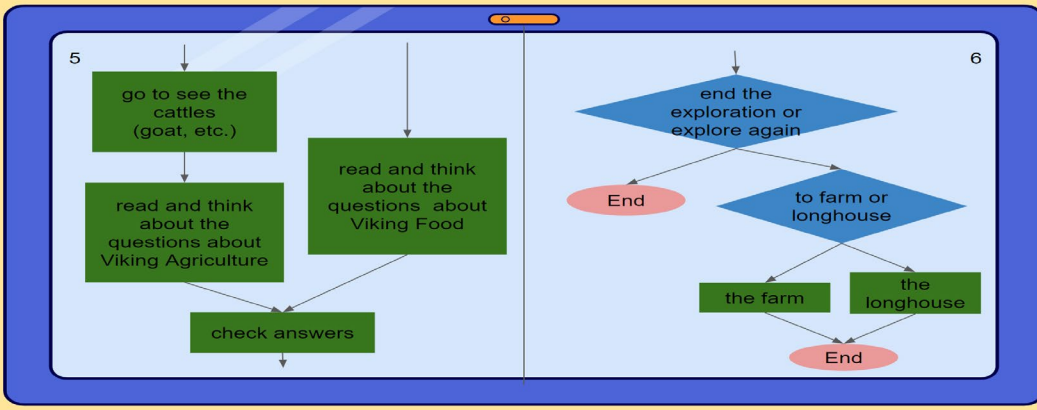 5
go to see the
cattles
(goat, etc.)
read and think
about the
questions about
Viking Agriculture
read and think
about the
questions about
Viking Food
check answers
6
end the
exploration or
explore again
End
to farm or
longhouse
the farm
the
longhouse
End